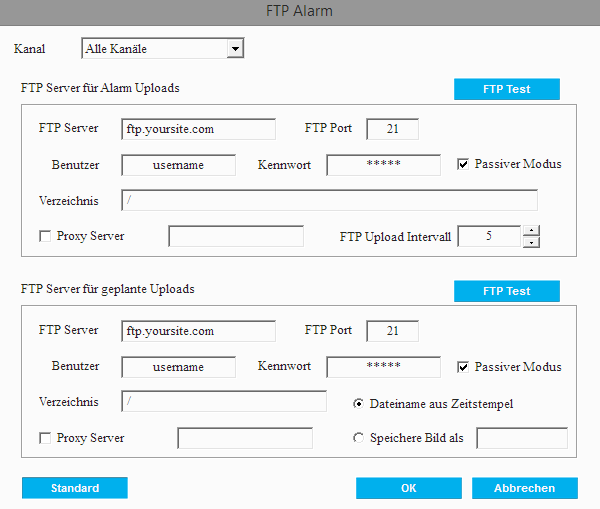 FTP Alarm
Kanal Alle Kanäle
FTP Server für Alarm Uploads FTP Test
FTP Server ftp.yoursite.com FTP Port 21
Benutzer username Kennwort ***** Passiver Modus
Verzeichnis /
Proxy Server FTP Upload Intervall 5
FTP Server für geplante Uploads FTP Test
FTP Server ftp.yoursite.com FTP Port 21
Benutzer username Kennwort ***** Passiver Modus
Verzeichnis / Dateiname aus Zeitstempel
Proxy Server Speichere Bild als
Standard OK Abbrechen